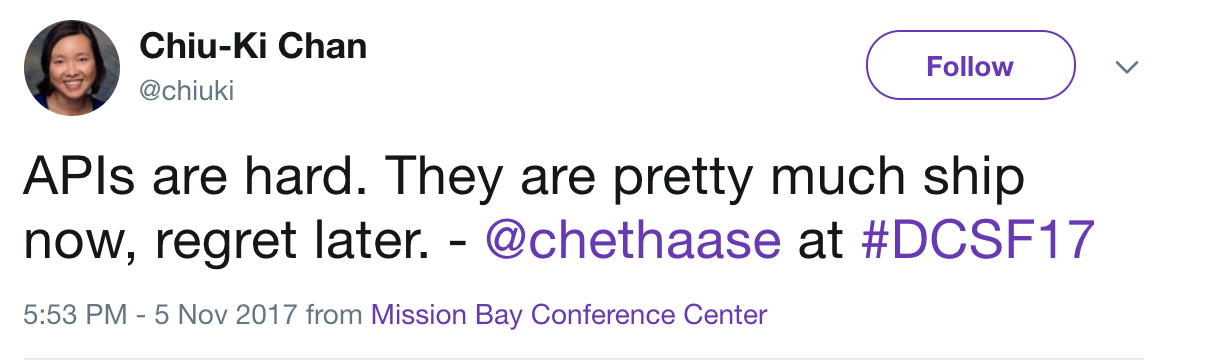 Chiu-Ki Chan
@chiuki
Follow
APIs are hard. They are pretty much ship
now, regret later. - @chethaase at #DCSF17
5:53 PM - 5 Nov 2017 from Mission Bay Conference Center